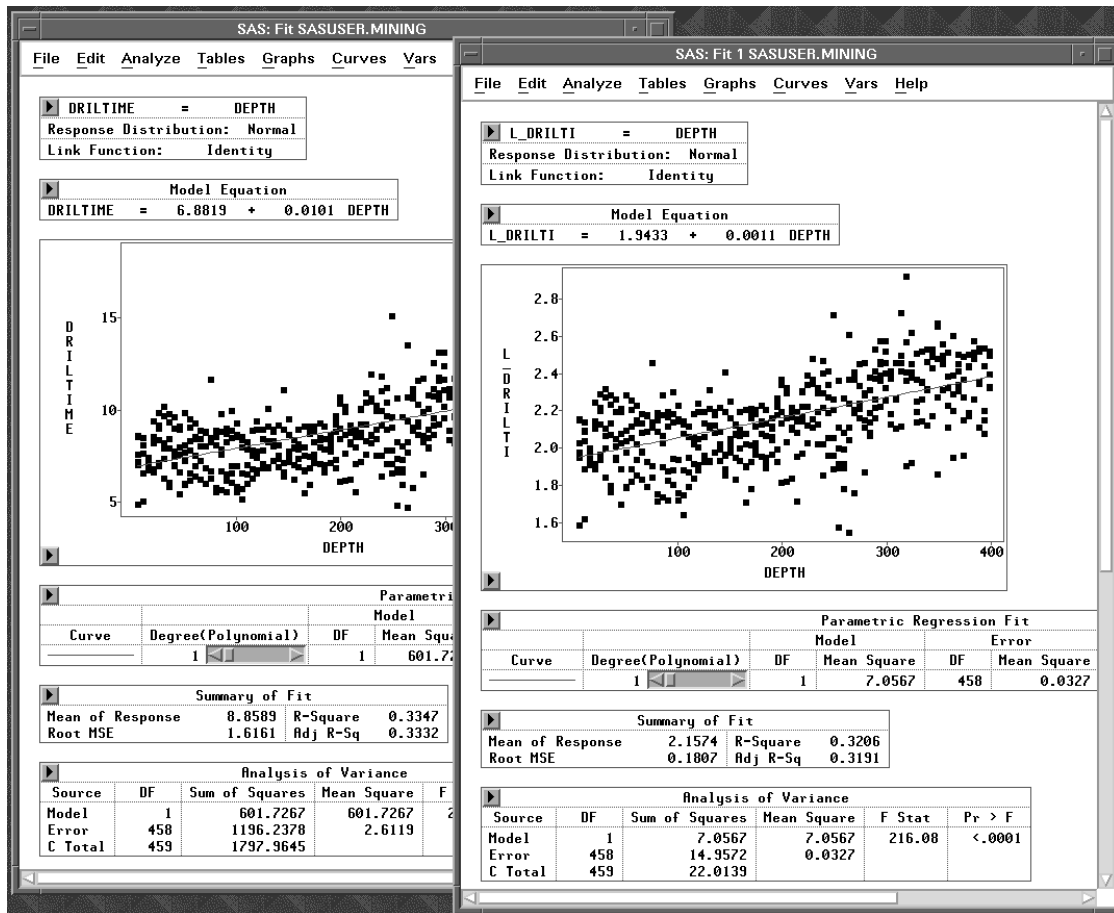 SAS: Fit SASUSER.MINING
File Edit Analyze Tables Graphs Curves Vars
DRILTIME = DEPTH
Response Distribution: Normal
Link Function: Identity
Model Equation
DRILTIME = 6.8819 + 0.0101 DEPTH
DRILTIME
15
10
5
100 200 300
DEPTH
Parametri
Model
Curve Degree(Polynomial) DF Mean Squa
1 1 601.72
Summary of Fit
Mean of Response 8.8589 R-Square 0.3347
Root MSE 1.6161 Adj R-Sq 0.3332
Analysis of Variance
Source DF Sum of Squares Mean Square F
Model 1 601.7267 601.7267 2
Error 458 1196.2378 2.6119
C Total 459 1797.9645
SAS: Fit 1 SASUSER.MINING
File Edit Analyze Tables Graphs Curves Vars Help
L_DRILTI = DEPTH
Response Distribution: Normal
Link Function: Identity
Model Equation
L_DRILTI = 1.9433 + 0.0011 DEPTH
L_DRILTI
2.8
2.6
2.4
2.2
2.0
1.8
1.6
100 200 300 400
DEPTH
Parametric Regression Fit
Model Error
Curve Degree(Polynomial) DF Mean Square DF Mean Square
1 1 7.0567 458 0.0327
Summary of Fit
Mean of Response 2.1574 R-Square 0.3206
Root MSE 0.1807 Adj R-Sq 0.3191
Analysis of Variance
Source DF Sum of Squares Mean Square F Stat Pr > F
Model 1 7.0567 7.0567 216.08 <.0001
Error 458 14.9572 0.0327
C Total 459 22.0139